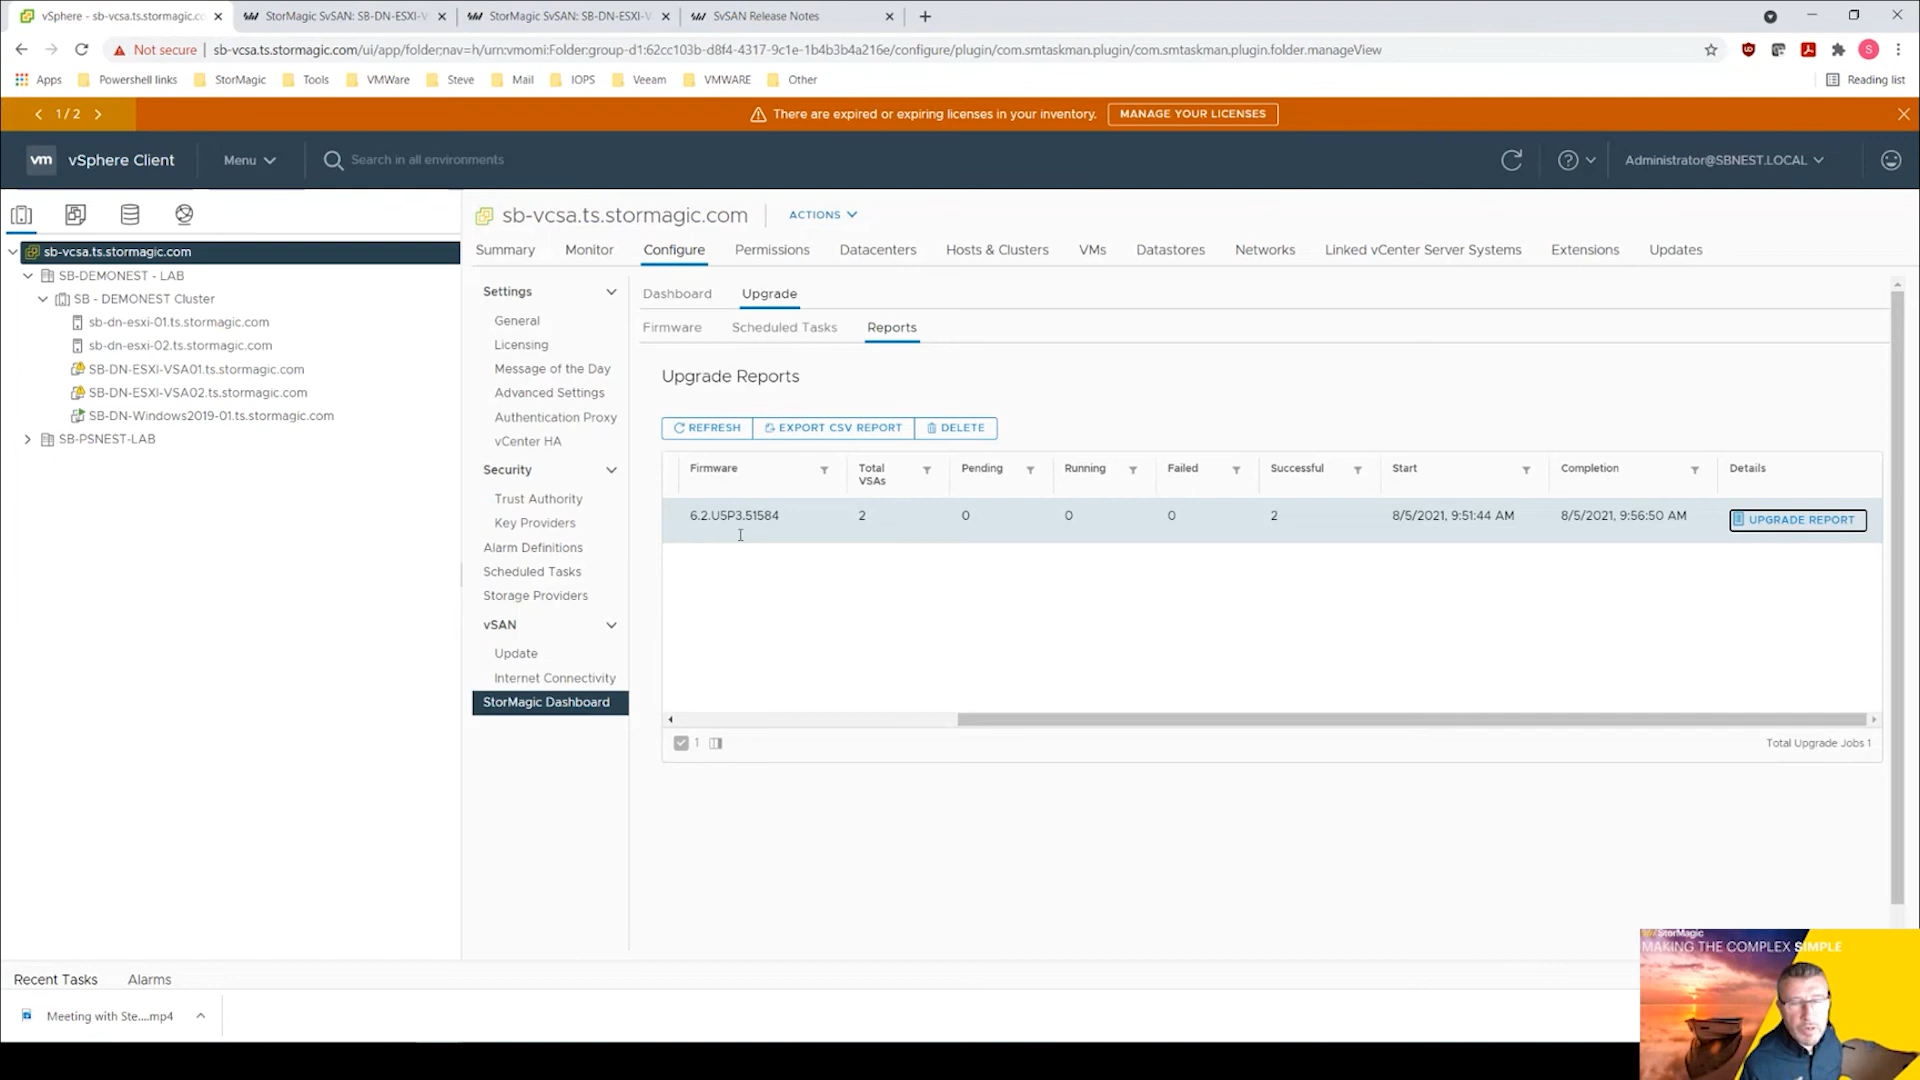 vSphere - sb-vcsa.ts.stormagic.co
StorMagic SvSAN: SB-DN-ESXI-V
StorMagic SvSAN: SB-DN-ESXI-V
SvSAN Release Notes
Not secure
sb-vcsa.ts.stormagic.com/ui/app/folder;nav=h/urn:vmomi:Folder:group-d1:62cc103b-d8f4-4317-9c1e-1b4b3b4a216e/configure/plugin/com.smtaskman.plugin/com.smtaskman.plugin.folder.manageView
S
Apps
Powershell links
StorMagic
Tools
VMWare
Steve
Mail
IOPS
Veeam
VMWARE
Other
Reading list
1 / 2
There are expired or expiring licenses in your inventory.
MANAGE YOUR LICENSES
vm
vSphere Client
Menu
Search in all environments
Administrator@SBNEST.LOCAL
sb-vcsa.ts.stormagic.com
SB-DEMONEST - LAB
SB - DEMONEST Cluster
sb-dn-esxi-01.ts.stormagic.com
sb-dn-esxi-02.ts.stormagic.com
SB-DN-ESXI-VSA01.ts.stormagic.com
SB-DN-ESXI-VSA02.ts.stormagic.com
SB-DN-Windows2019-01.ts.stormagic.com
SB-PSNEST-LAB
sb-vcsa.ts.stormagic.com
ACTIONS
Summary
Monitor
Configure
Permissions
Datacenters
Hosts & Clusters
VMs
Datastores
Networks
Linked vCenter Server Systems
Extensions
Updates
Settings
General
Licensing
Message of the Day
Advanced Settings
Authentication Proxy
vCenter HA
Security
Trust Authority
Key Providers
Alarm Definitions
Scheduled Tasks
Storage Providers
vSAN
Update
Internet Connectivity
StorMagic Dashboard
Dashboard
Upgrade
Firmware
Scheduled Tasks
Reports
Upgrade Reports
REFRESH
EXPORT CSV REPORT
DELETE
Firmware
Total VSAs
Pending
Running
Failed
Successful
Start
Completion
Details
6.2.U5P3.51584
2
0
0
0
2
8/5/2021, 9:51:44 AM
8/5/2021, 9:56:50 AM
UPGRADE REPORT
1
Total Upgrade Jobs 1
Recent Tasks
Alarms
Meeting with Ste....mp4
StorMagic
MAKING THE COMPLEX SIMPLE